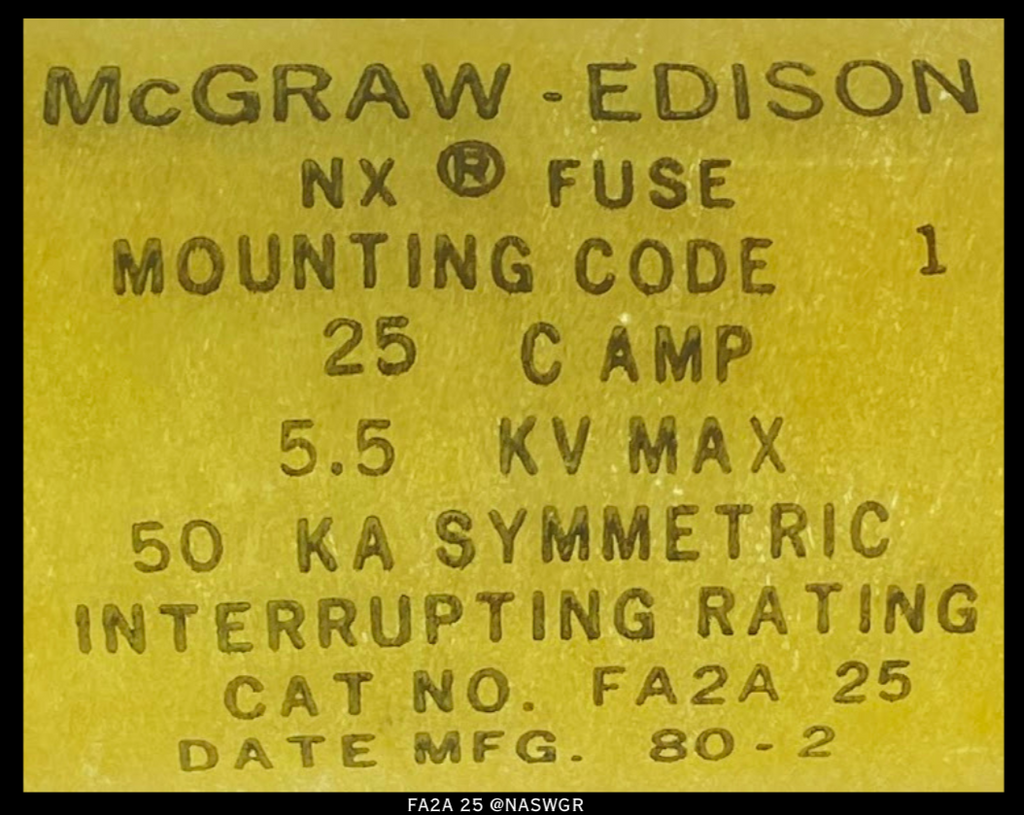 McGRAW-EDISON
NX ® FUSE
MOUNTING CODE 1
25 C AMP
5.5 KV MAX
50 KA SYMMETRIC
INTERRUPTING RATING
CAT NO. FA2A 25
DATE MFG. 80-2
FA2A 25 @NASWGR